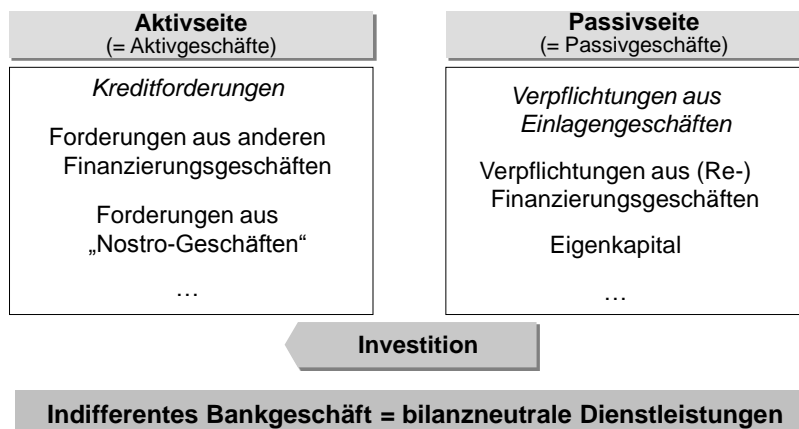 Aktivseite
(= Aktivgeschäfte)
Kreditforderungen
Forderungen aus anderen
Finanzierungsgeschäften
Forderungen aus
„Nostro-Geschäften“
…
Passivseite
(= Passivgeschäfte)
Verpflichtungen aus
Einlagengeschäften
Verpflichtungen aus (Re-)
Finanzierungsgeschäften
Eigenkapital
…
Investition
Indifferentes Bankgeschäft = bilanzneutrale Dienstleistungen